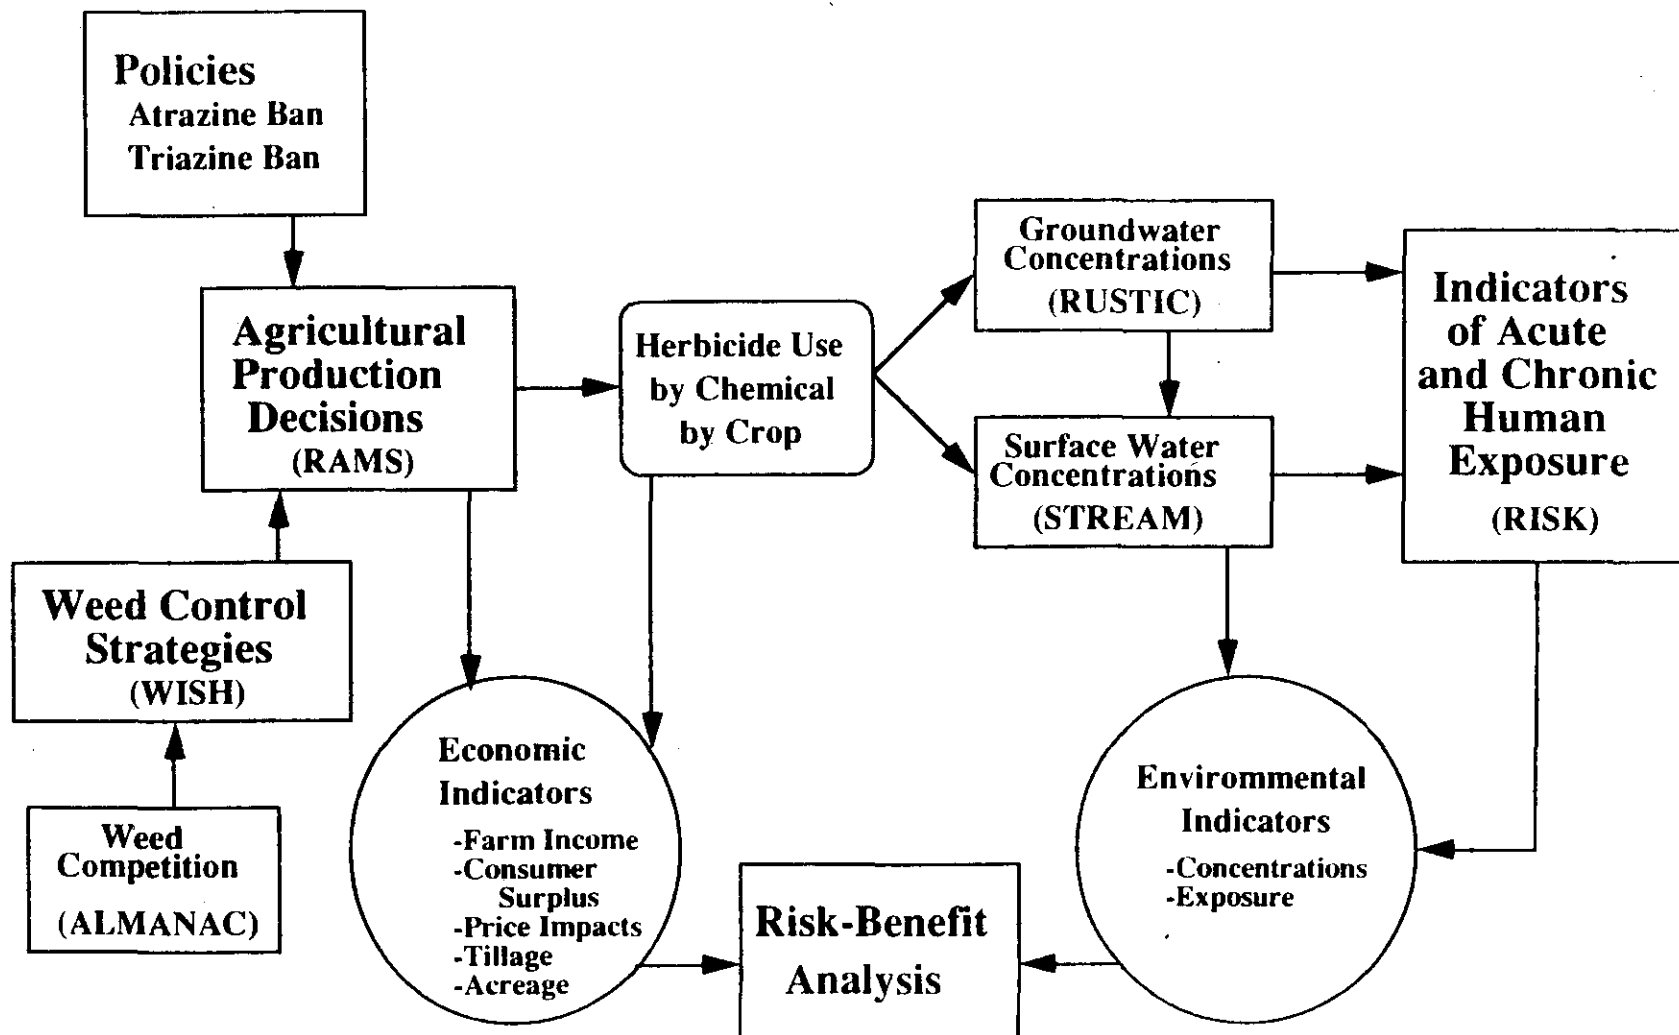 Policies
Atrazine Ban
Triazine Ban
Agricultural
Production
Decisions
(RAMS)
Weed Control
Strategies
(WISH)
Weed
Competition
(ALMANAC)
Herbicide Use
by Chemical
by Crop
Groundwater
Concentrations
(RUSTIC)
Surface Water
Concentrations
(STREAM)
Indicators
of Acute
and Chronic
Human
Exposure
(RISK)
Economic
Indicators
-Farm Income
-Consumer
Surplus
-Price Impacts
-Tillage
-Acreage
Envirommental
Indicators
-Concentrations
-Exposure
Risk-Benefit
Analysis